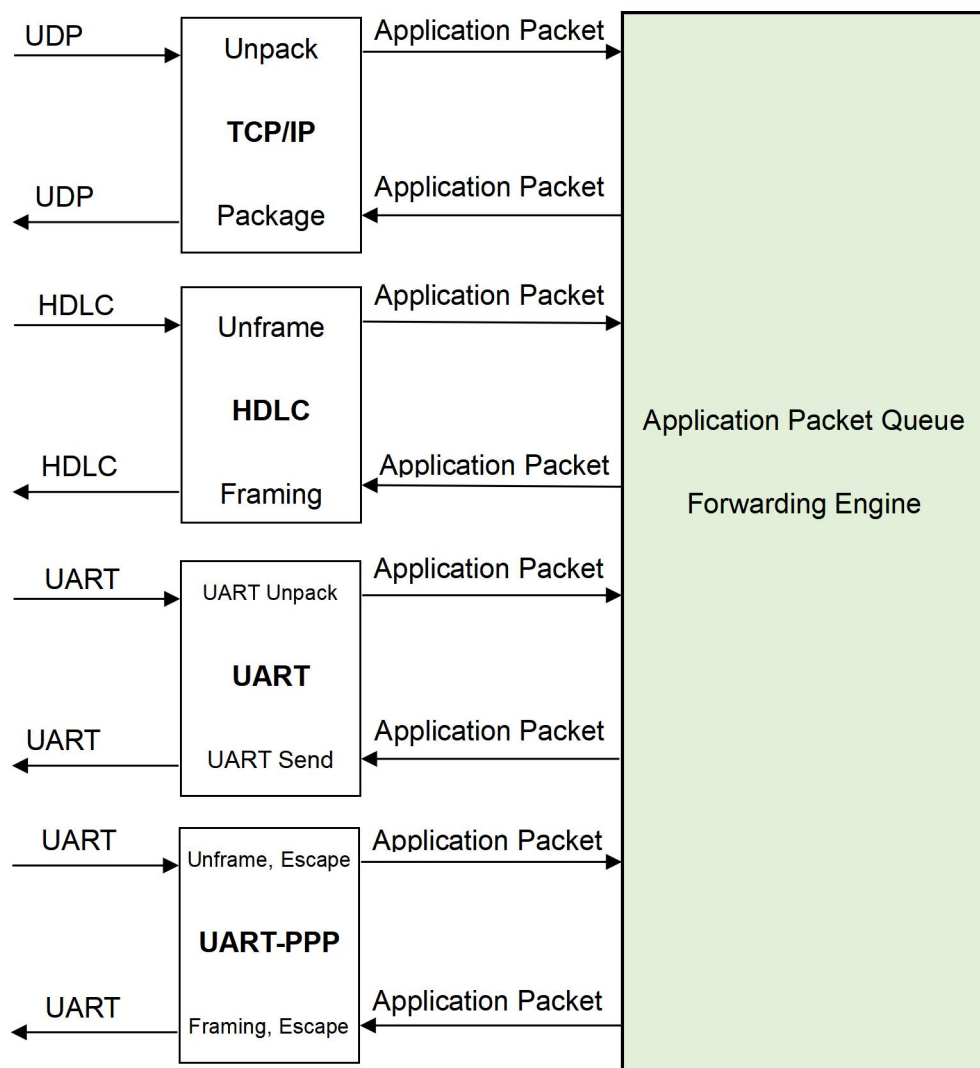 UDP
Unpack
Application Packet
TCP/IP
UDP
Package
Application Packet
HDLC
Unframe
Application Packet
HDLC
HDLC
Framing
Application Packet
UART
UART Unpack
Application Packet
UART
UART
UART Send
Application Packet
UART
Unframe, Escape
Application Packet
UART-PPP
UART
Framing, Escape
Application Packet
Application Packet Queue
Forwarding Engine